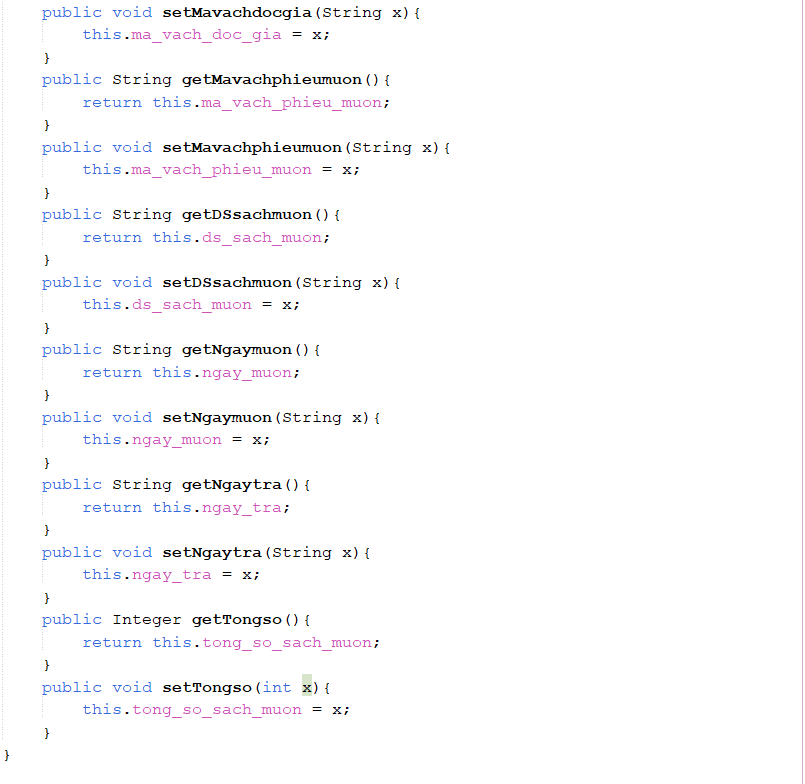 public void setMavachdocgia(String x){
        this.ma_vach_doc_gia = x;
    }
    public String getMavachphieumuon(){
        return this.ma_vach_phieu_muon;
    }
    public void setMavachphieumuon(String x){
        this.ma_vach_phieu_muon = x;
    }
    public String getDSsachmuon(){
        return this.ds_sach_muon;
    }
    public void setDSsachmuon(String x){
        this.ds_sach_muon = x;
    }
    public String getNgaymuon(){
        return this.ngay_muon;
    }
    public void setNgaymuon(String x){
        this.ngay_muon = x;
    }
    public String getNgaytra(){
        return this.ngay_tra;
    }
    public void setNgaytra(String x){
        this.ngay_tra = x;
    }
    public Integer getTongso(){
        return this.tong_so_sach_muon;
    }
    public void setTongso(int x){
        this.tong_so_sach_muon = x;
    }
}